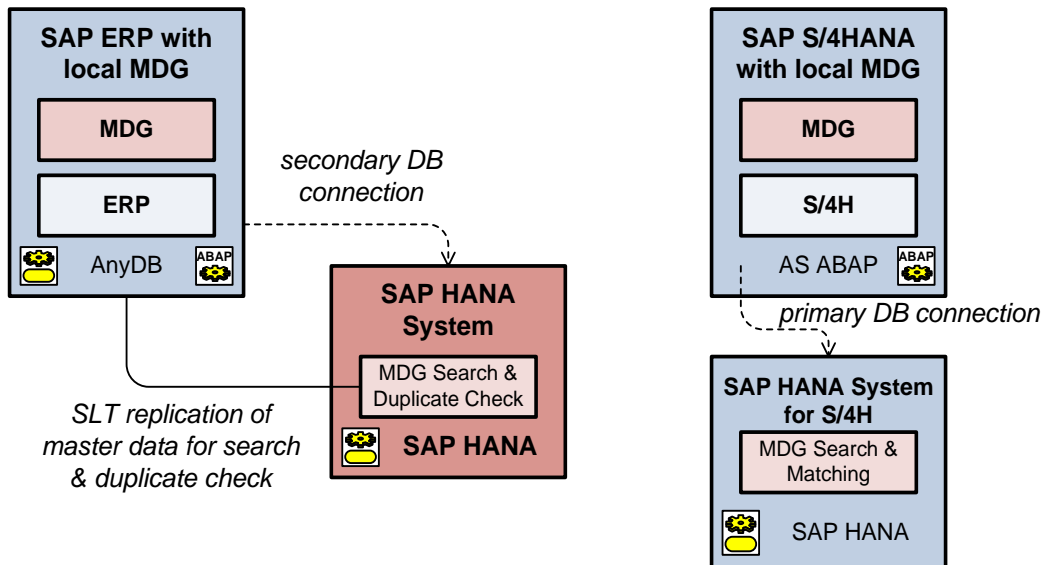 SAP ERP with
local MDG
MDG
ERP
AnyDB
ABAP
secondary DB
connection
SAP HANA
System
MDG Search &
Duplicate Check
SAP HANA
SLT replication of
master data for search
& duplicate check
SAP S/4HANA
with local MDG
MDG
S/4H
AS ABAP
ABAP
primary DB connection
SAP HANA System
for S/4H
MDG Search &
Matching
SAP HANA